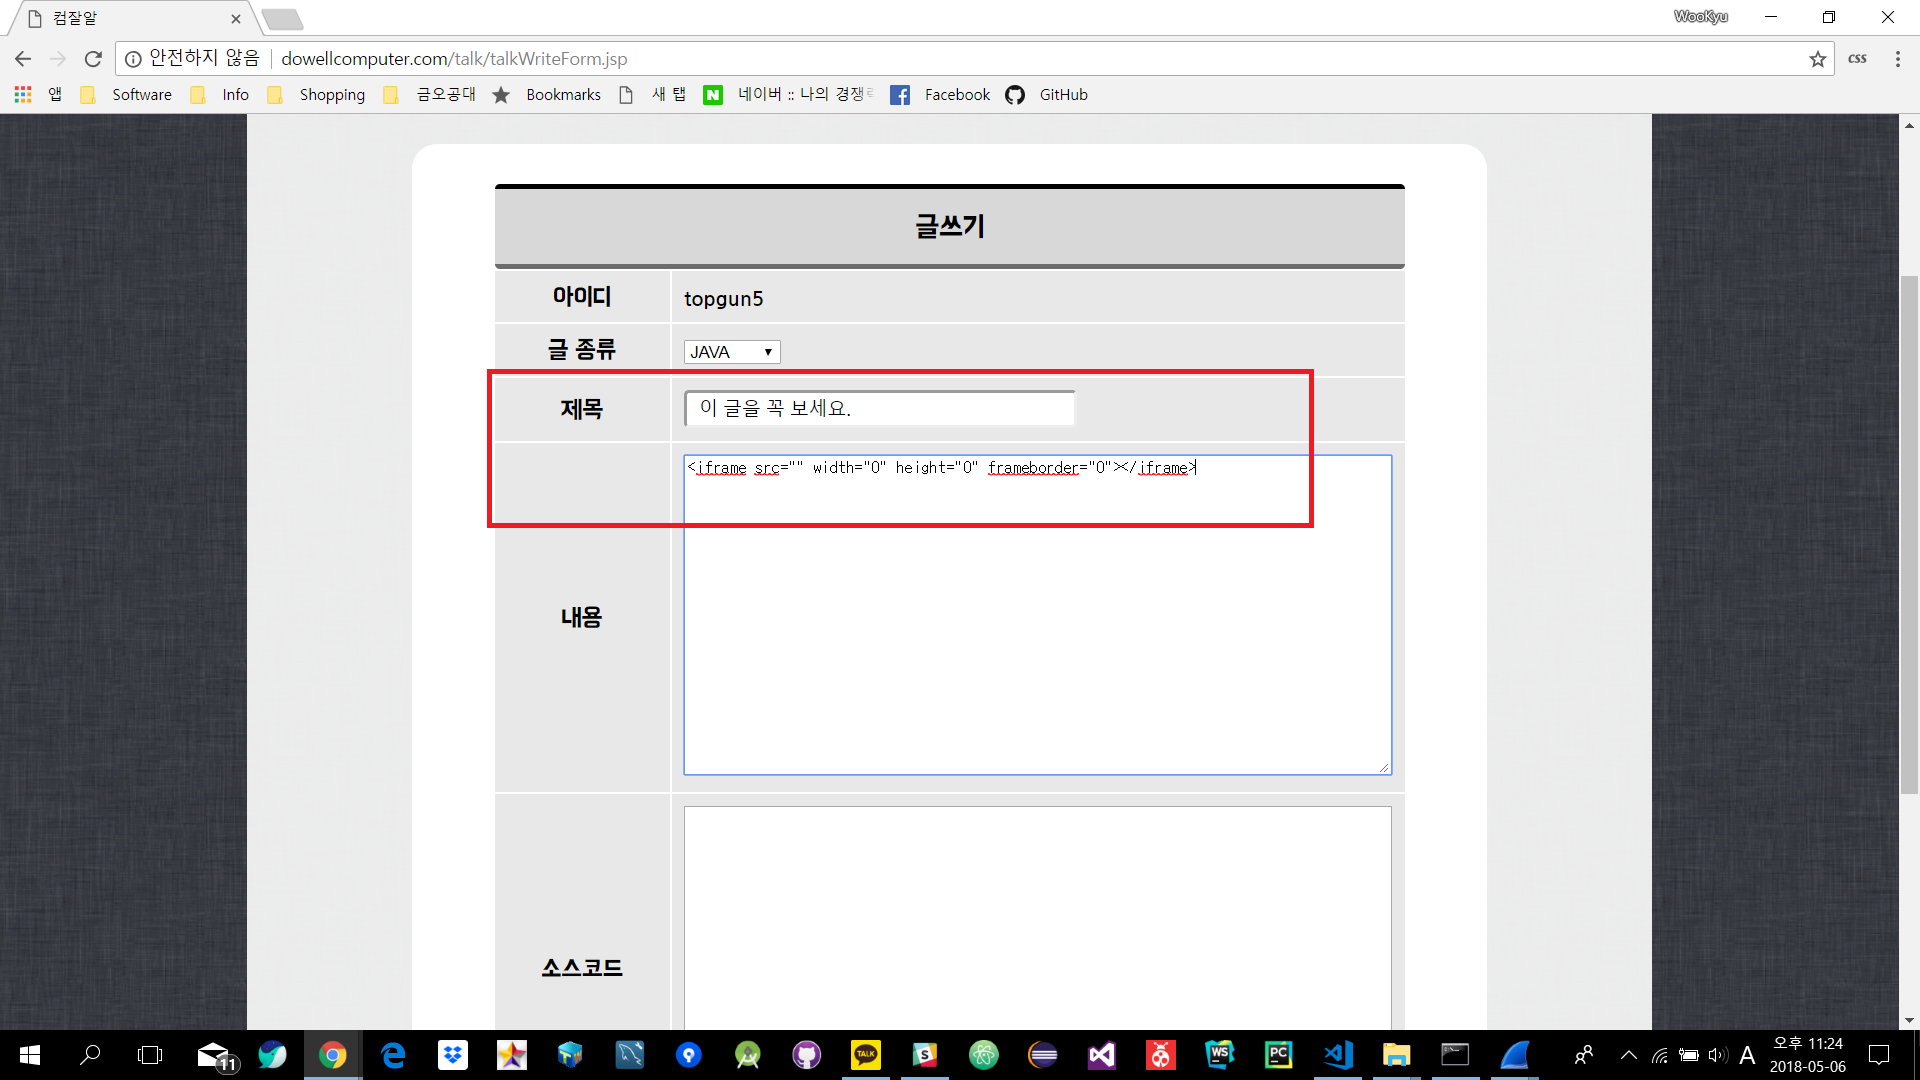 컴잘알
WooKyu
안전하지 않음 dowellcomputer.com/talk/talkWriteForm.jsp
css
앱 Software Info Shopping 금오공대 Bookmarks 새 탭 N 네이버 :: 나의 경쟁 Facebook GitHub
글쓰기
아이디 topgun5
글 종류 JAVA
제목 이 글을 꼭 보세요.
내용 <iframe src="" width="0" height="0" frameborder="0"></iframe>
소스코드
11 TALK S WS PC A 오후 11:24
2018-05-06